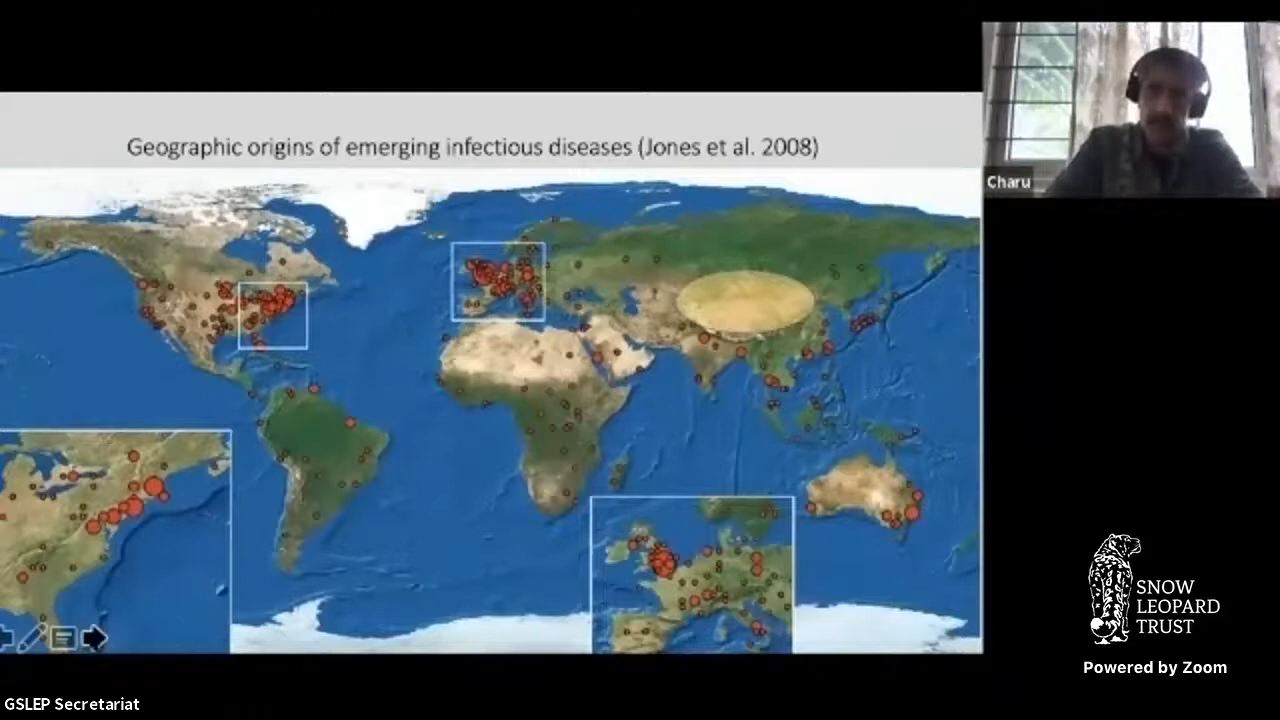 Geographic origins of emerging infectious diseases (Jones et al. 2008)
Charu
SNOW
LEOPARD
TRUST
Powered by Zoom
GSLEP Secretariat